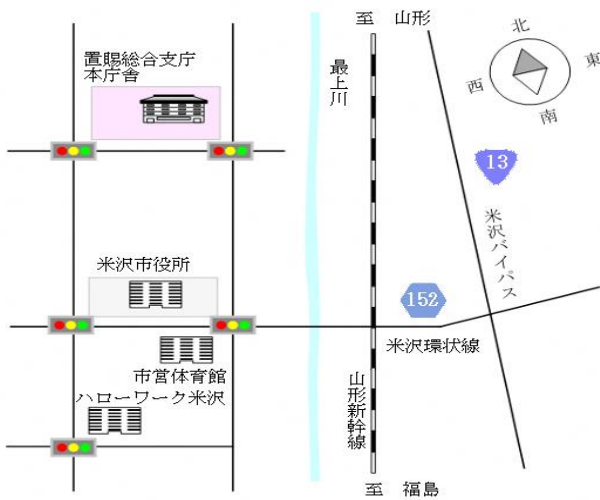 至 山形
北
東
西
南
置賜総合支庁
本庁舎
最上川
13
米沢バイパス
米沢市役所
152
米沢環状線
市営体育館
ハローワーク米沢
山形新幹線
至 福島